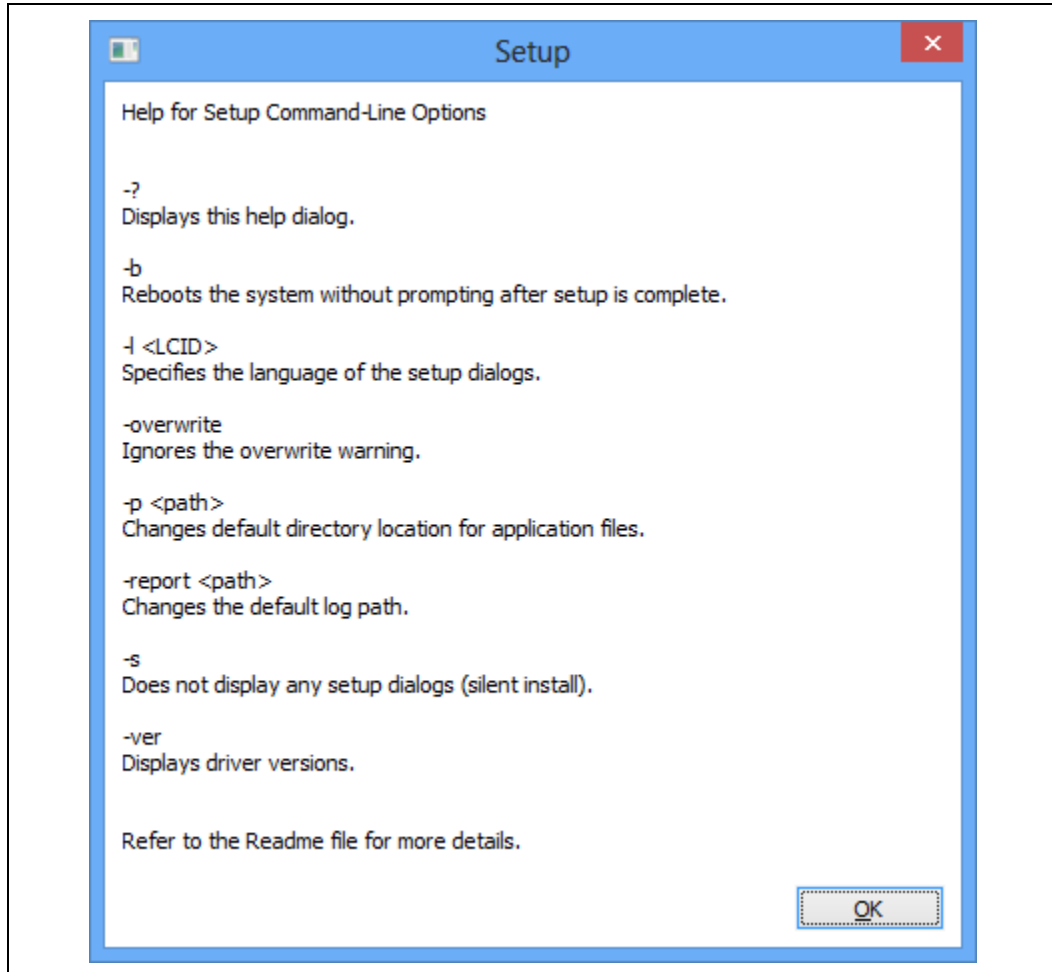 Setup
Help for Setup Command-Line Options
-?
Displays this help dialog.
-b
Reboots the system without prompting after setup is complete.
-l <LCID>
Specifies the language of the setup dialogs.
-overwrite
Ignores the overwrite warning.
-p <path>
Changes default directory location for application files.
-report <path>
Changes the default log path.
-s
Does not display any setup dialogs (silent install).
-ver
Displays driver versions.
Refer to the Readme file for more details.
OK